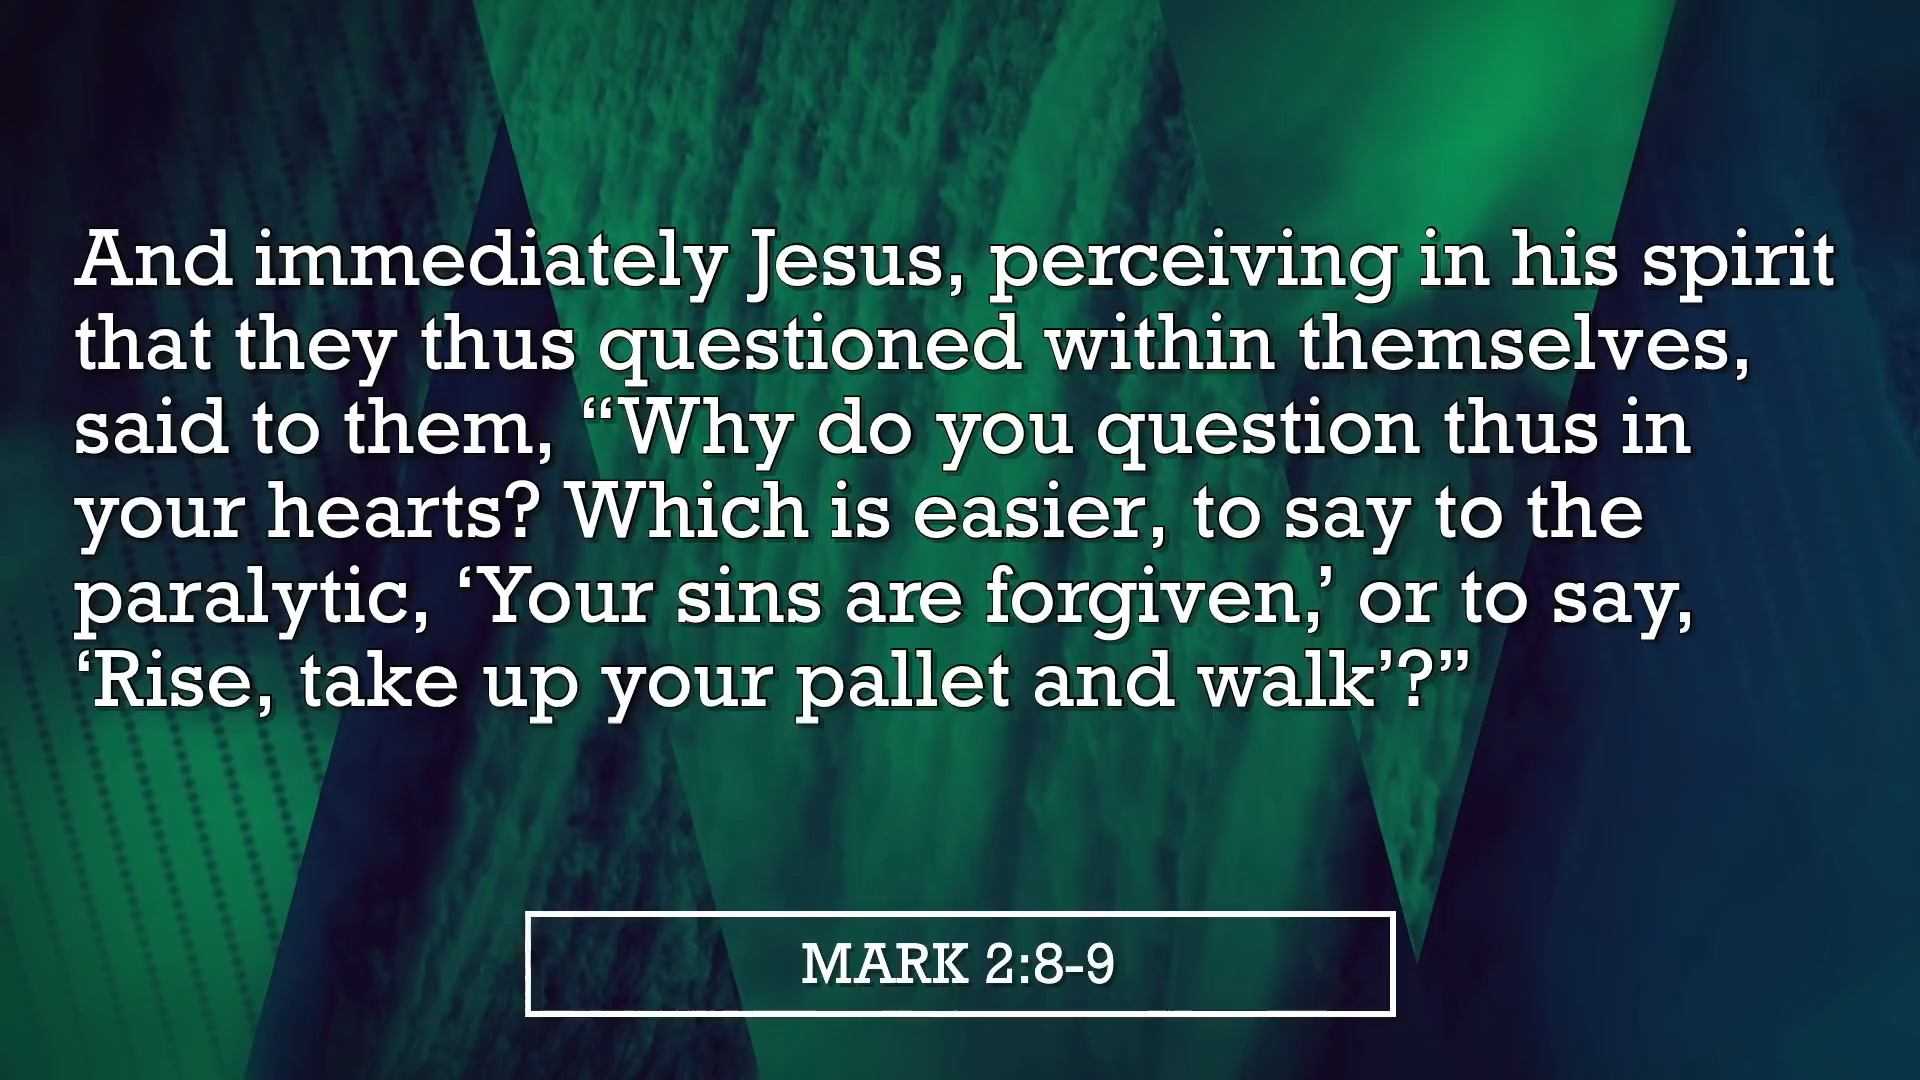 And immediately Jesus, perceiving in his spirit
that they thus questioned within themselves,
said to them, “Why do you question thus in
your hearts? Which is easier, to say to the
paralytic, ‘Your sins are forgiven,’ or to say,
‘Rise, take up your pallet and walk’?”
MARK 2:8-9